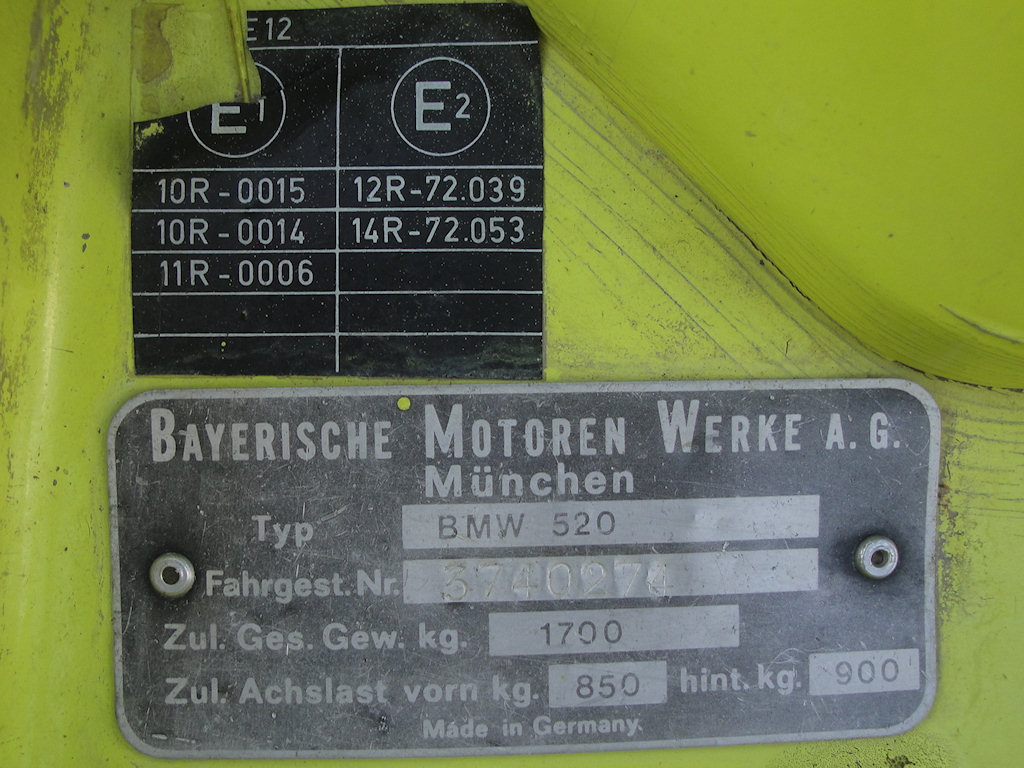 E12
E1 E2
10R-0015 12R-72.039
10R-0014 14R-72.053
11R-0006
BAYERISCHE MOTOREN WERKE A.G.
München
Typ BMW 520
Fahrgest.Nr. 3740274
Zul. Ges. Gew. kg. 1700
Zul. Achslast vorn kg. 850 hint. kg. 900
Made in Germany.